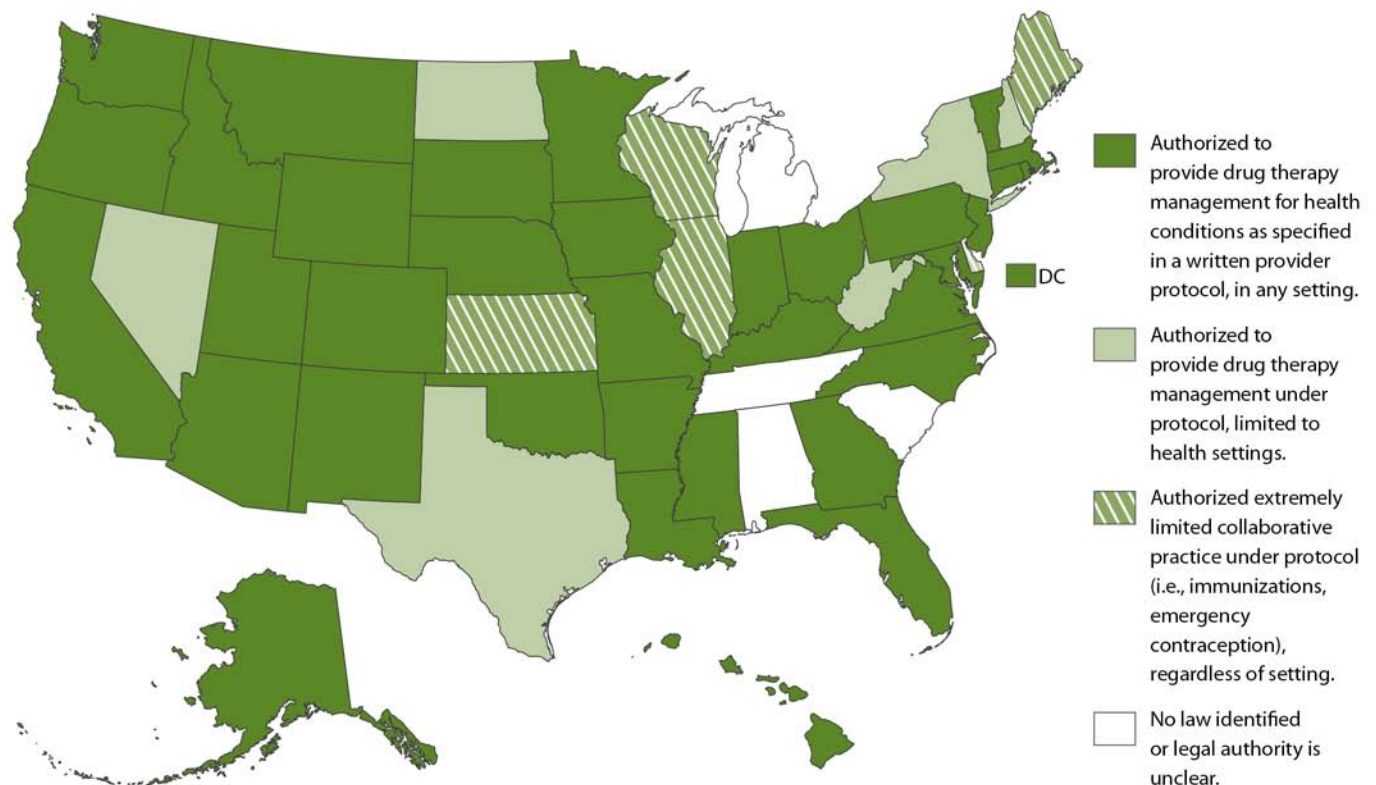 Authorized to
provide drug therapy
management for health
conditions as specified
in a written provider
protocol, in any setting.
DC
Authorized to
provide drug therapy
management under
protocol, limited to
health settings.
Authorized extremely
limited collaborative
practice under protocol
(i.e., immunizations,
emergency
contraception),
regardless of setting.
No law identified
or legal authority is
unclear.